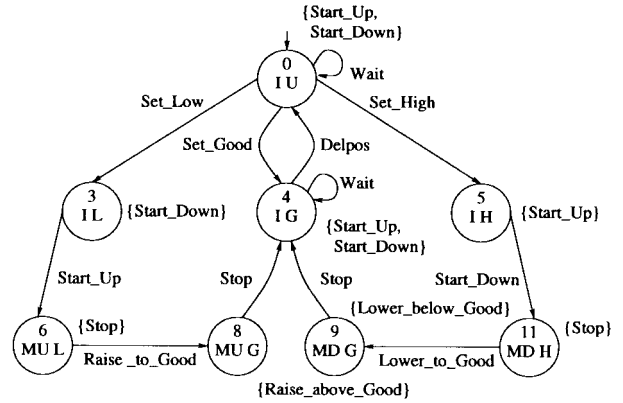 {Start_Up,
Start_Down}
0
I U
Wait
Set_Low
Set_High
Set_Good
Delpos
3
I L
{Start_Down}
4
I G
Wait
5
I H
{Start_Up}
{Start_Up,
Start_Down}
Start_Up
Stop
Stop
Start_Down
{Lower_below_Good}
6
MU L
{Stop}
8
MU G
9
MD G
11
MD H
{Stop}
Raise _to_Good
Lower_to_Good
{Raise_above_Good}